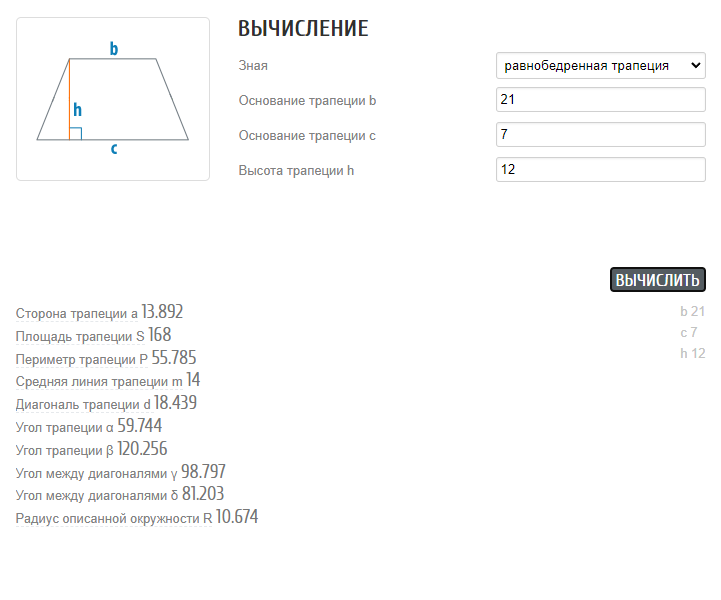 ВЫЧИСЛЕНИЕ
b
h
c
Зная равнобедренная трапеция
Основание трапеции b 21
Основание трапеции c 7
Высота трапеции h 12
ВЫЧИСЛИТЬ
Сторона трапеции a 13.892
Площадь трапеции S 168
Периметр трапеции P 55.785
Средняя линия трапеции m 14
Диагональ трапеции d 18.439
Угол трапеции α 59.744
Угол трапеции β 120.256
Угол между диагоналями γ 98.797
Угол между диагоналями δ 81.203
Радиус описанной окружности R 10.674
b 21
c 7
h 12